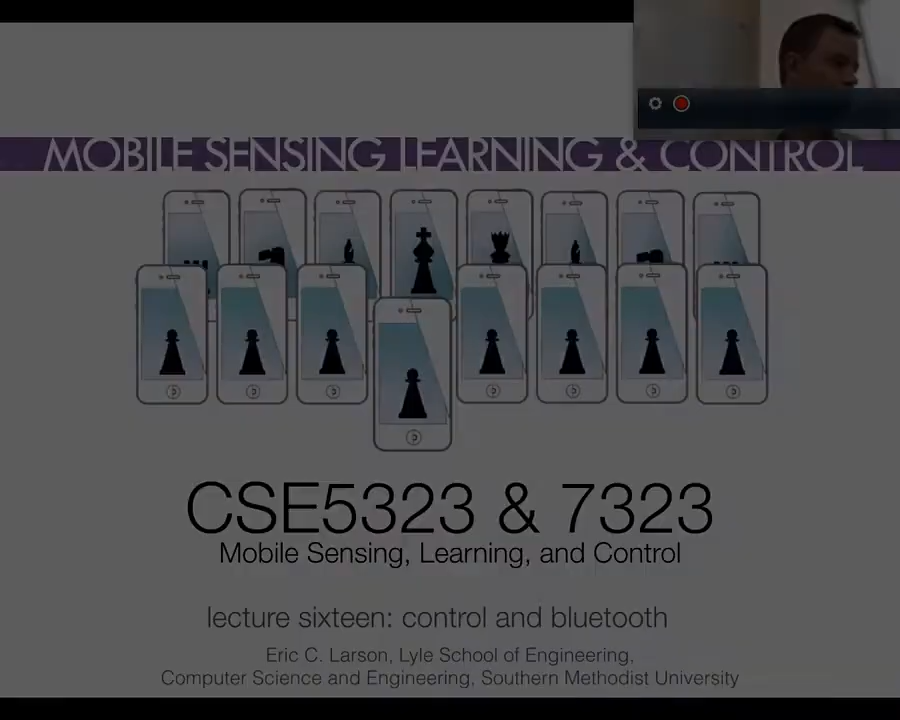 MOBILE SENSING LEARNING & CONTROL
CSE5323 & 7323
Mobile Sensing, Learning, and Control
lecture sixteen: control and bluetooth
Eric C. Larson, Lyle School of Engineering,
Computer Science and Engineering, Southern Methodist University